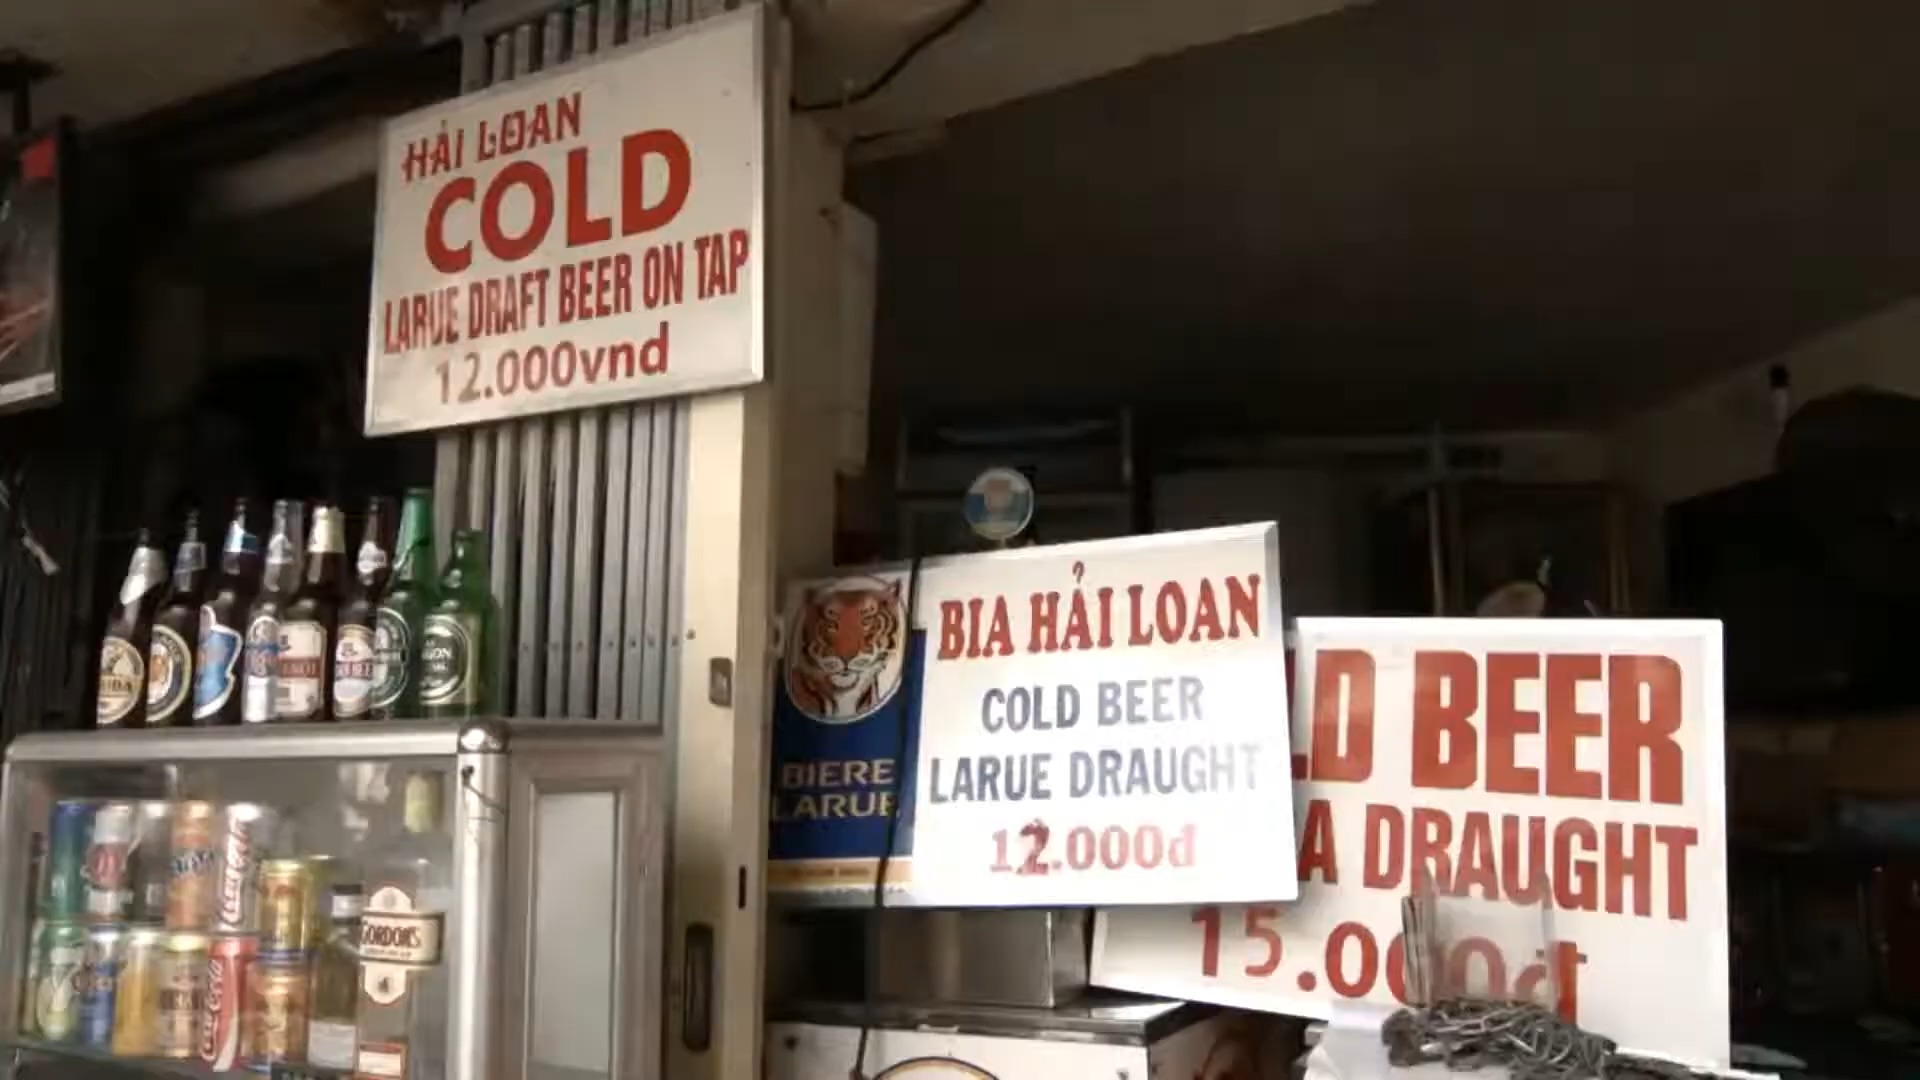 HẢI LOAN
COLD
LARUE DRAFT BEER ON TAP
12.000vnd
BIERE
LARUE
BIA HẢI LOAN
COLD BEER
LARUE DRAUGHT
12.000đ
LD BEER
A DRAUGHT
15.000đ
GORDON'S